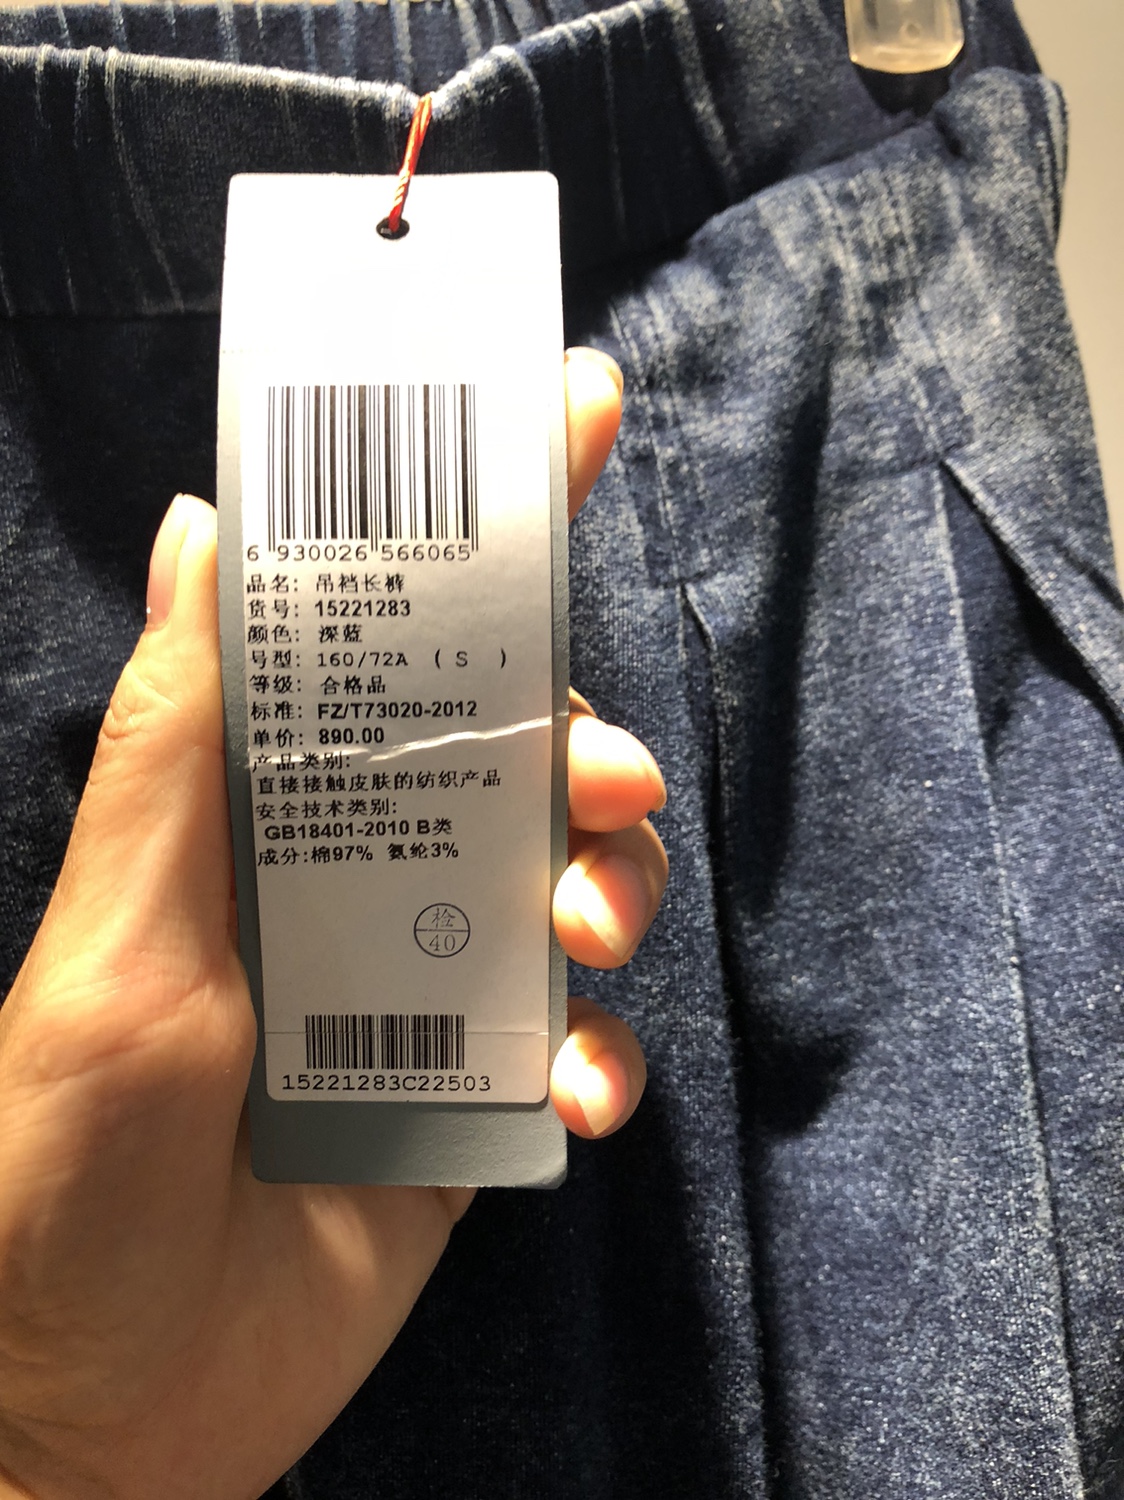 6 930026 566065
品名: 吊裆长裤
货号: 15221283
颜色: 深蓝
号型: 160/72A ( S )
等级: 合格品
标准: FZ/T73020-2012
单价: 890.00
产品类别:
直接接触皮肤的纺织产品
安全技术类别:
GB18401-2010 B类
成分:棉97% 氨纶3%
检
40
15221283C22503